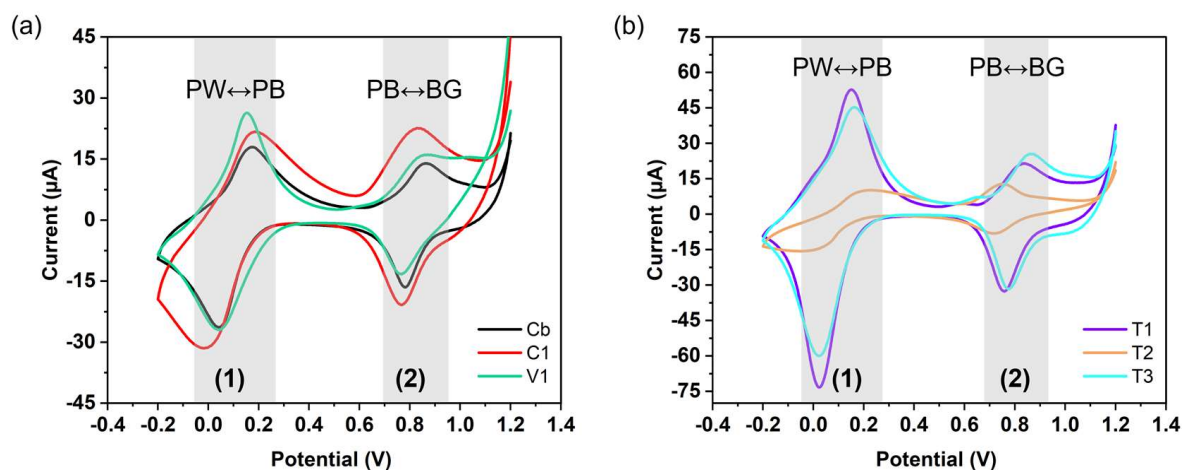 (a)
45
30
15
0
-15
-30
-45
Current (µA)
PW↔PB
PB↔BG
(1)
(2)
Cb
C1
V1
-0.4 -0.2 0.0 0.2 0.4 0.6 0.8 1.0 1.2 1.4
Potential (V)
(b)
75
60
45
30
15
0
-15
-30
-45
-60
-75
Current (µA)
PW↔PB
PB↔BG
(1)
(2)
T1
T2
T3
-0.4 -0.2 0.0 0.2 0.4 0.6 0.8 1.0 1.2 1.4
Potential (V)